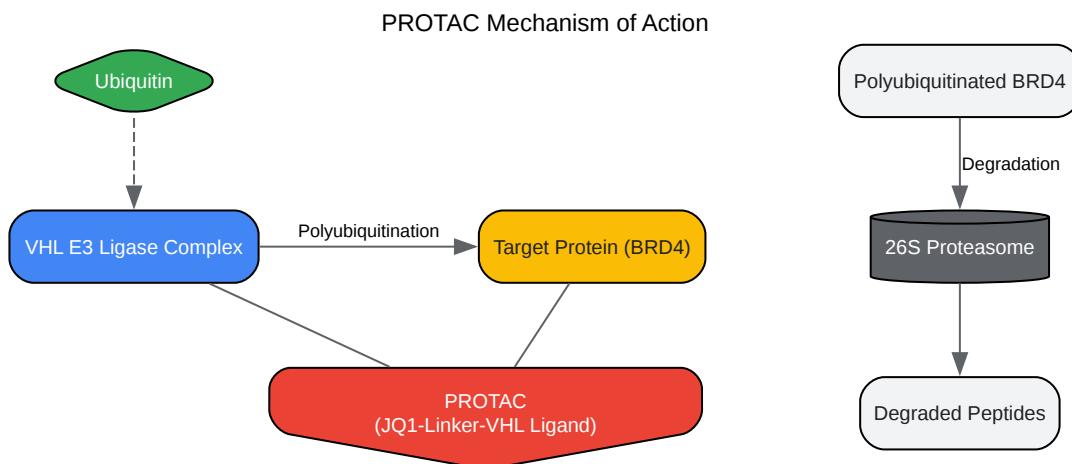 PROTAC Mechanism of Action
Ubiquitin
Polyubiquitinated BRD4
Degradation
VHL E3 Ligase Complex
Polyubiquitination
Target Protein (BRD4)
26S Proteasome
PROTAC
(JQ1-Linker-VHL Ligand)
Degraded Peptides